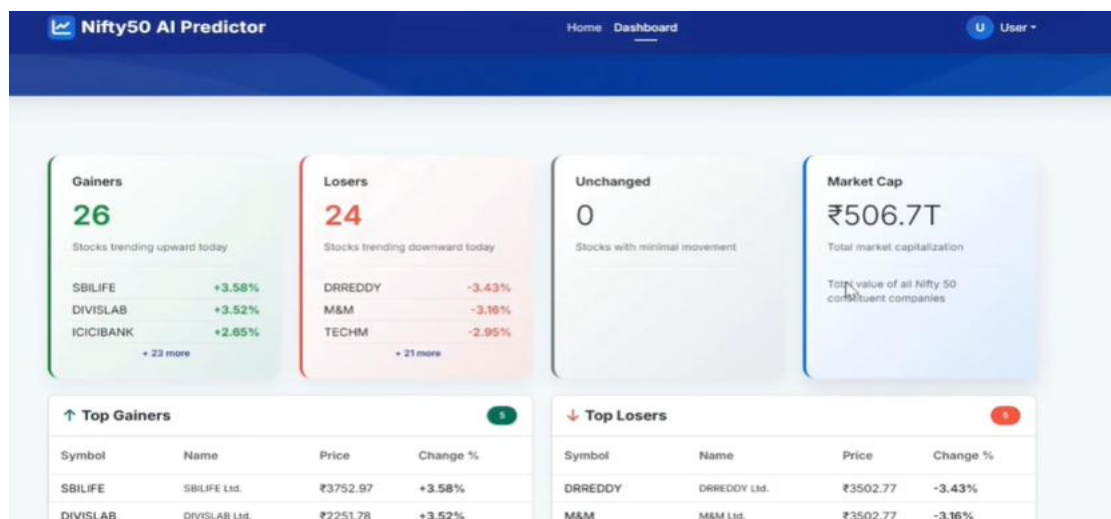 Nifty50 AI Predictor
Home Dashboard
U User
Gainers
26
Stocks trending upward today
SBILIFE +3.58%
DIVISLAB +3.52%
ICICIBANK +2.65%
+ 23 more
Losers
24
Stocks trending downward today
DRREDDY -3.43%
M&M -3.16%
TECHM -2.95%
+ 21 more
Unchanged
0
Stocks with minimal movement
Market Cap
₹506.7T
Total market capitalization
Total value of all Nifty 50
constituent companies
↑ Top Gainers 5
Symbol Name Price Change %
SBILIFE SBILIFE Ltd. ₹3752.97 +3.58%
DIVISLAB DIVISLAB Ltd. ₹2251.78 +3.52%
↓ Top Losers 5
Symbol Name Price Change %
DRREDDY DRREDDY Ltd. ₹3502.77 -3.43%
M&M M&M Ltd. ₹3502.77 -3.16%